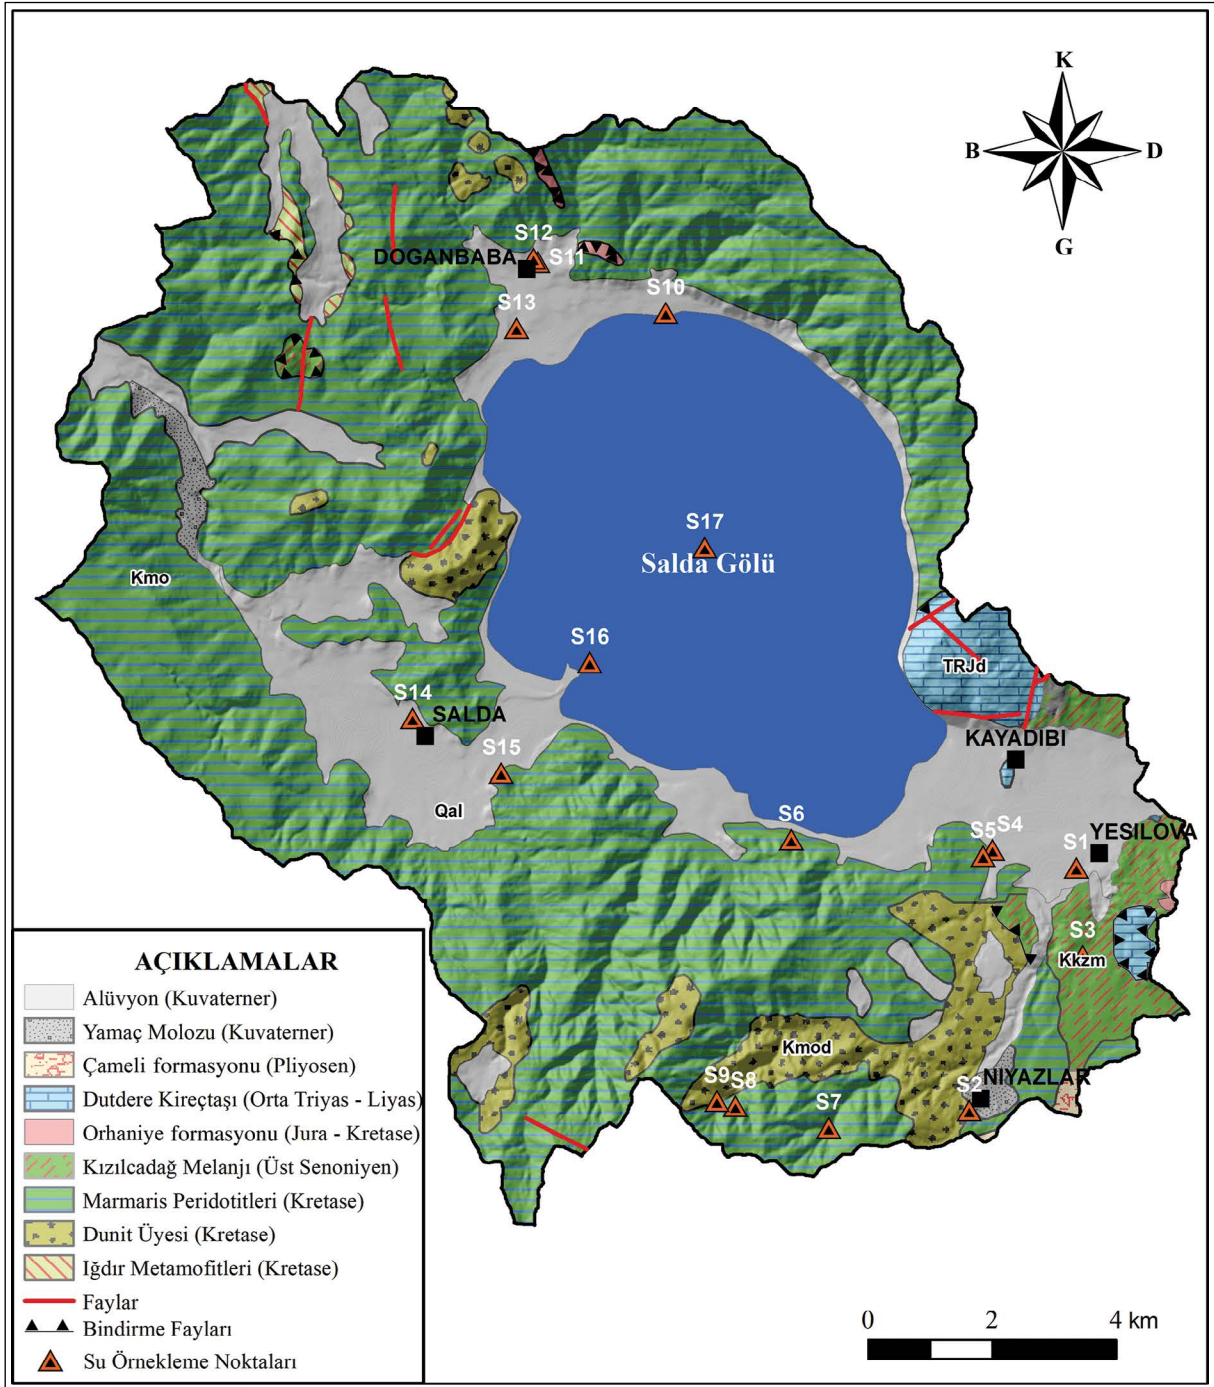 K
B
D
G
S12
DOGANBABA
S11
S13
S10
S17
Salda Gölü
Kmo
S16
TRJd
S14
SALDA
KAYADIBI
S15
Qal
S6
S5
S4
S1
YESILOVA
S3
Kkzm
Kmod
S9
S8
S7
S2
NIYAZLAR
AÇIKLAMALAR
Alüvyon (Kuvaterner)
Yamaç Molozu (Kuvaterner)
Çameli formasyonu (Pliyosen)
Dutdere Kireçtaşı (Orta Triyas - Liyas)
Orhaniye formasyonu (Jura - Kretase)
Kızılcadağ Melanjı (Üst Senoniyen)
Marmaris Peridotitleri (Kretase)
Dunit Üyesi (Kretase)
Iğdır Metamofitleri (Kretase)
Faylar
Bindirme Fayları
Su Örnekleme Noktaları
0 2 4 km